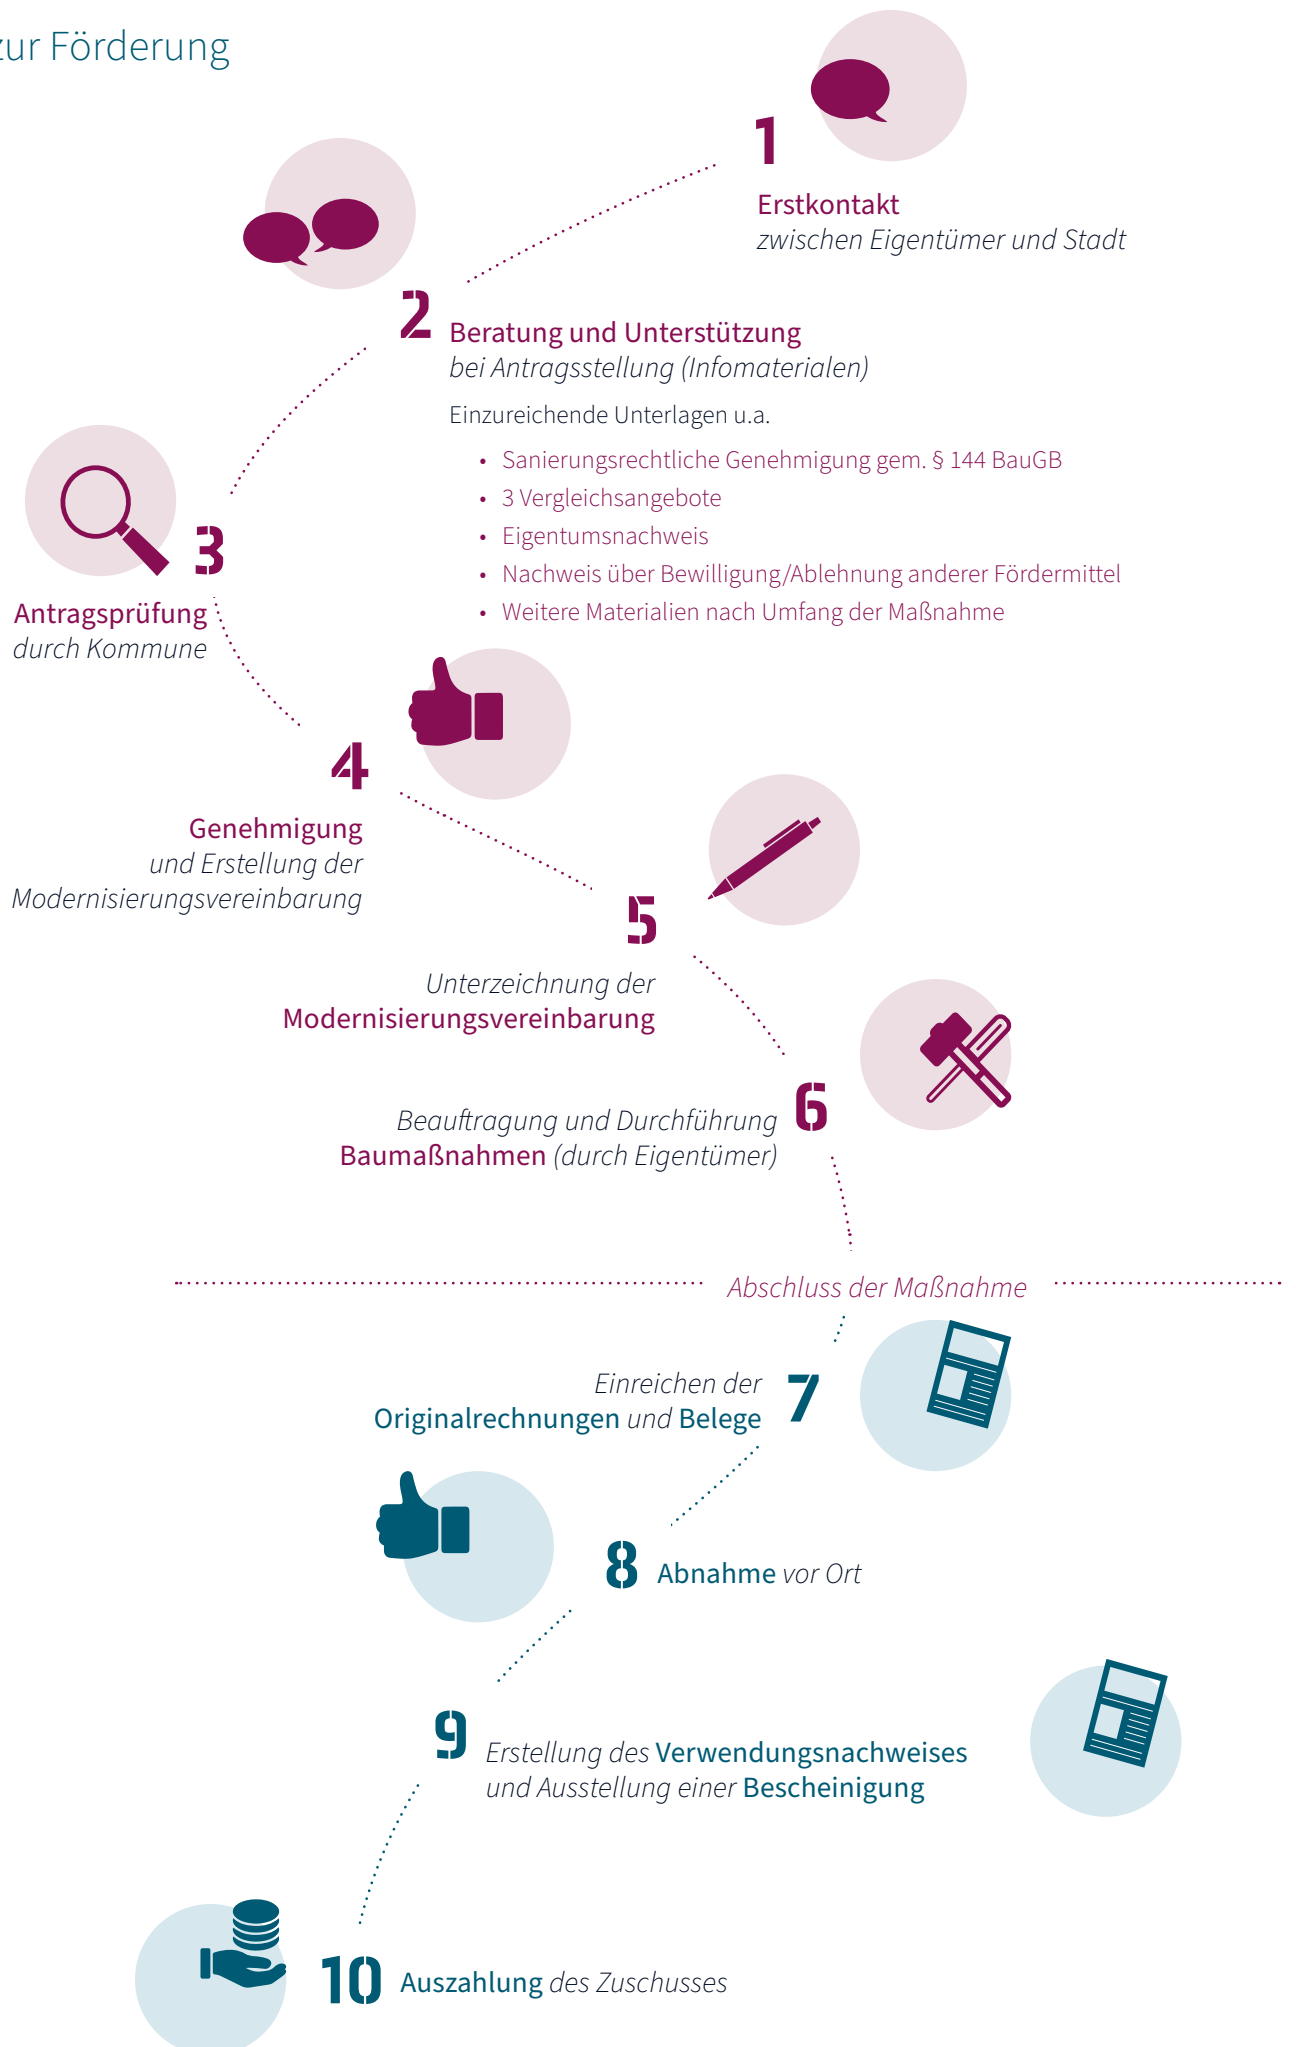 zur Förderung
1
Erstkontakt
zwischen Eigentümer und Stadt
2
Beratung und Unterstützung
bei Antragsstellung (Infomaterialen)
Einzureichende Unterlagen u.a.
• Sanierungsrechtliche Genehmigung gem. § 144 BauGB
• 3 Vergleichsangebote
• Eigentumsnachweis
• Nachweis über Bewilligung/Ablehnung anderer Fördermittel
• Weitere Materialien nach Umfang der Maßnahme
3
Antragsprüfung
durch Kommune
4
Genehmigung
und Erstellung der
Modernisierungsvereinbarung
5
Unterzeichnung der
Modernisierungsvereinbarung
6
Beauftragung und Durchführung
Baumaßnahmen (durch Eigentümer)
Abschluss der Maßnahme
7
Einreichen der
Originalrechnungen und Belege
8
Abnahme vor Ort
9
Erstellung des Verwendungsnachweises
und Ausstellung einer Bescheinigung
10
Auszahlung des Zuschusses